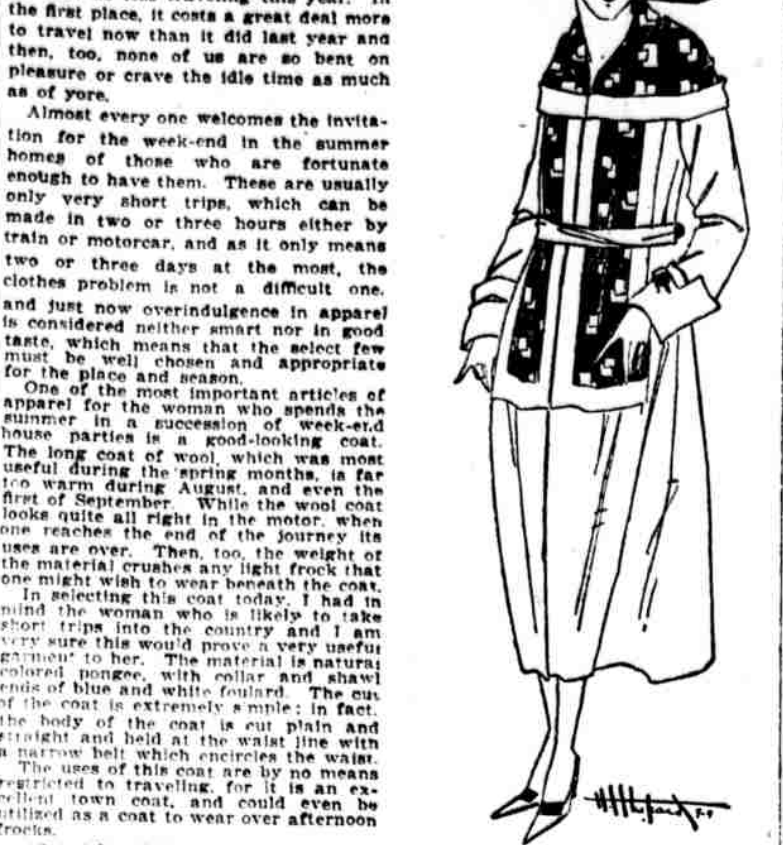 the first place, it costs a great deal more
to travel now than it did last year and
then, too, none of us are so bent on
pleasure or crave the idle time as much
as of yore.
Almost every one welcomes the invita-
tion for the week-end in the summer
homes of those who are fortunate
enough to have them. These are usually
only very short trips, which can be
made in two or three hours either by
train or motorcar, and as it only means
two or three days at the most, the
clothes problem is not a difficult one,
and just now overindulgence in apparel
is considered neither smart nor in good
taste, which means that the select few
must be well chosen and appropriate
for the place and season.
One of the most important articles of
apparel for the woman who spends the
summer in a succession of week-end
house parties is a good-looking coat.
The long coat of wool, which was most
useful during the spring months, is far
too warm during August, and even the
first of September. While the wool coat
looks quite all right in the motor, when
one reaches the end of the journey its
uses are over. Then, too, the weight of
the material crushes any light frock that
one might wish to wear beneath the coat.
In selecting this coat today, I had in
mind the woman who is likely to take
short trips into the country and I am
very sure this would prove a very useful
garment to her. The material is natural
colored pongee, with collar and shawl
ends of blue and white foulard. The cut
of the coat is extremely simple; in fact,
the body of the coat is cut plain and
straight and held at the waist line with
a narrow belt which encircles the waist.
The uses of this coat are by no means
restricted to traveling, for it is an ex-
cellent town coat, and could even be
utilized as a coat to wear over afternoon
frocks.